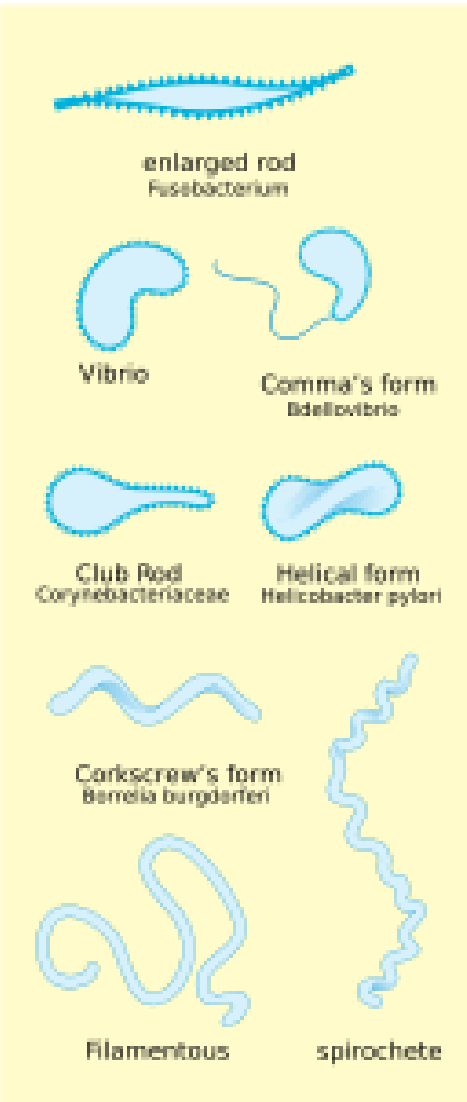 enlarged rod
Fusobacterium
Vibrio
Comma's form
Bdellovibrio
Club Rod
Corynebacteriaceae
Helical form
Helicobacter pylori
Corkscrew's form
Borrelia burgdorferi
Filamentous
spirochete